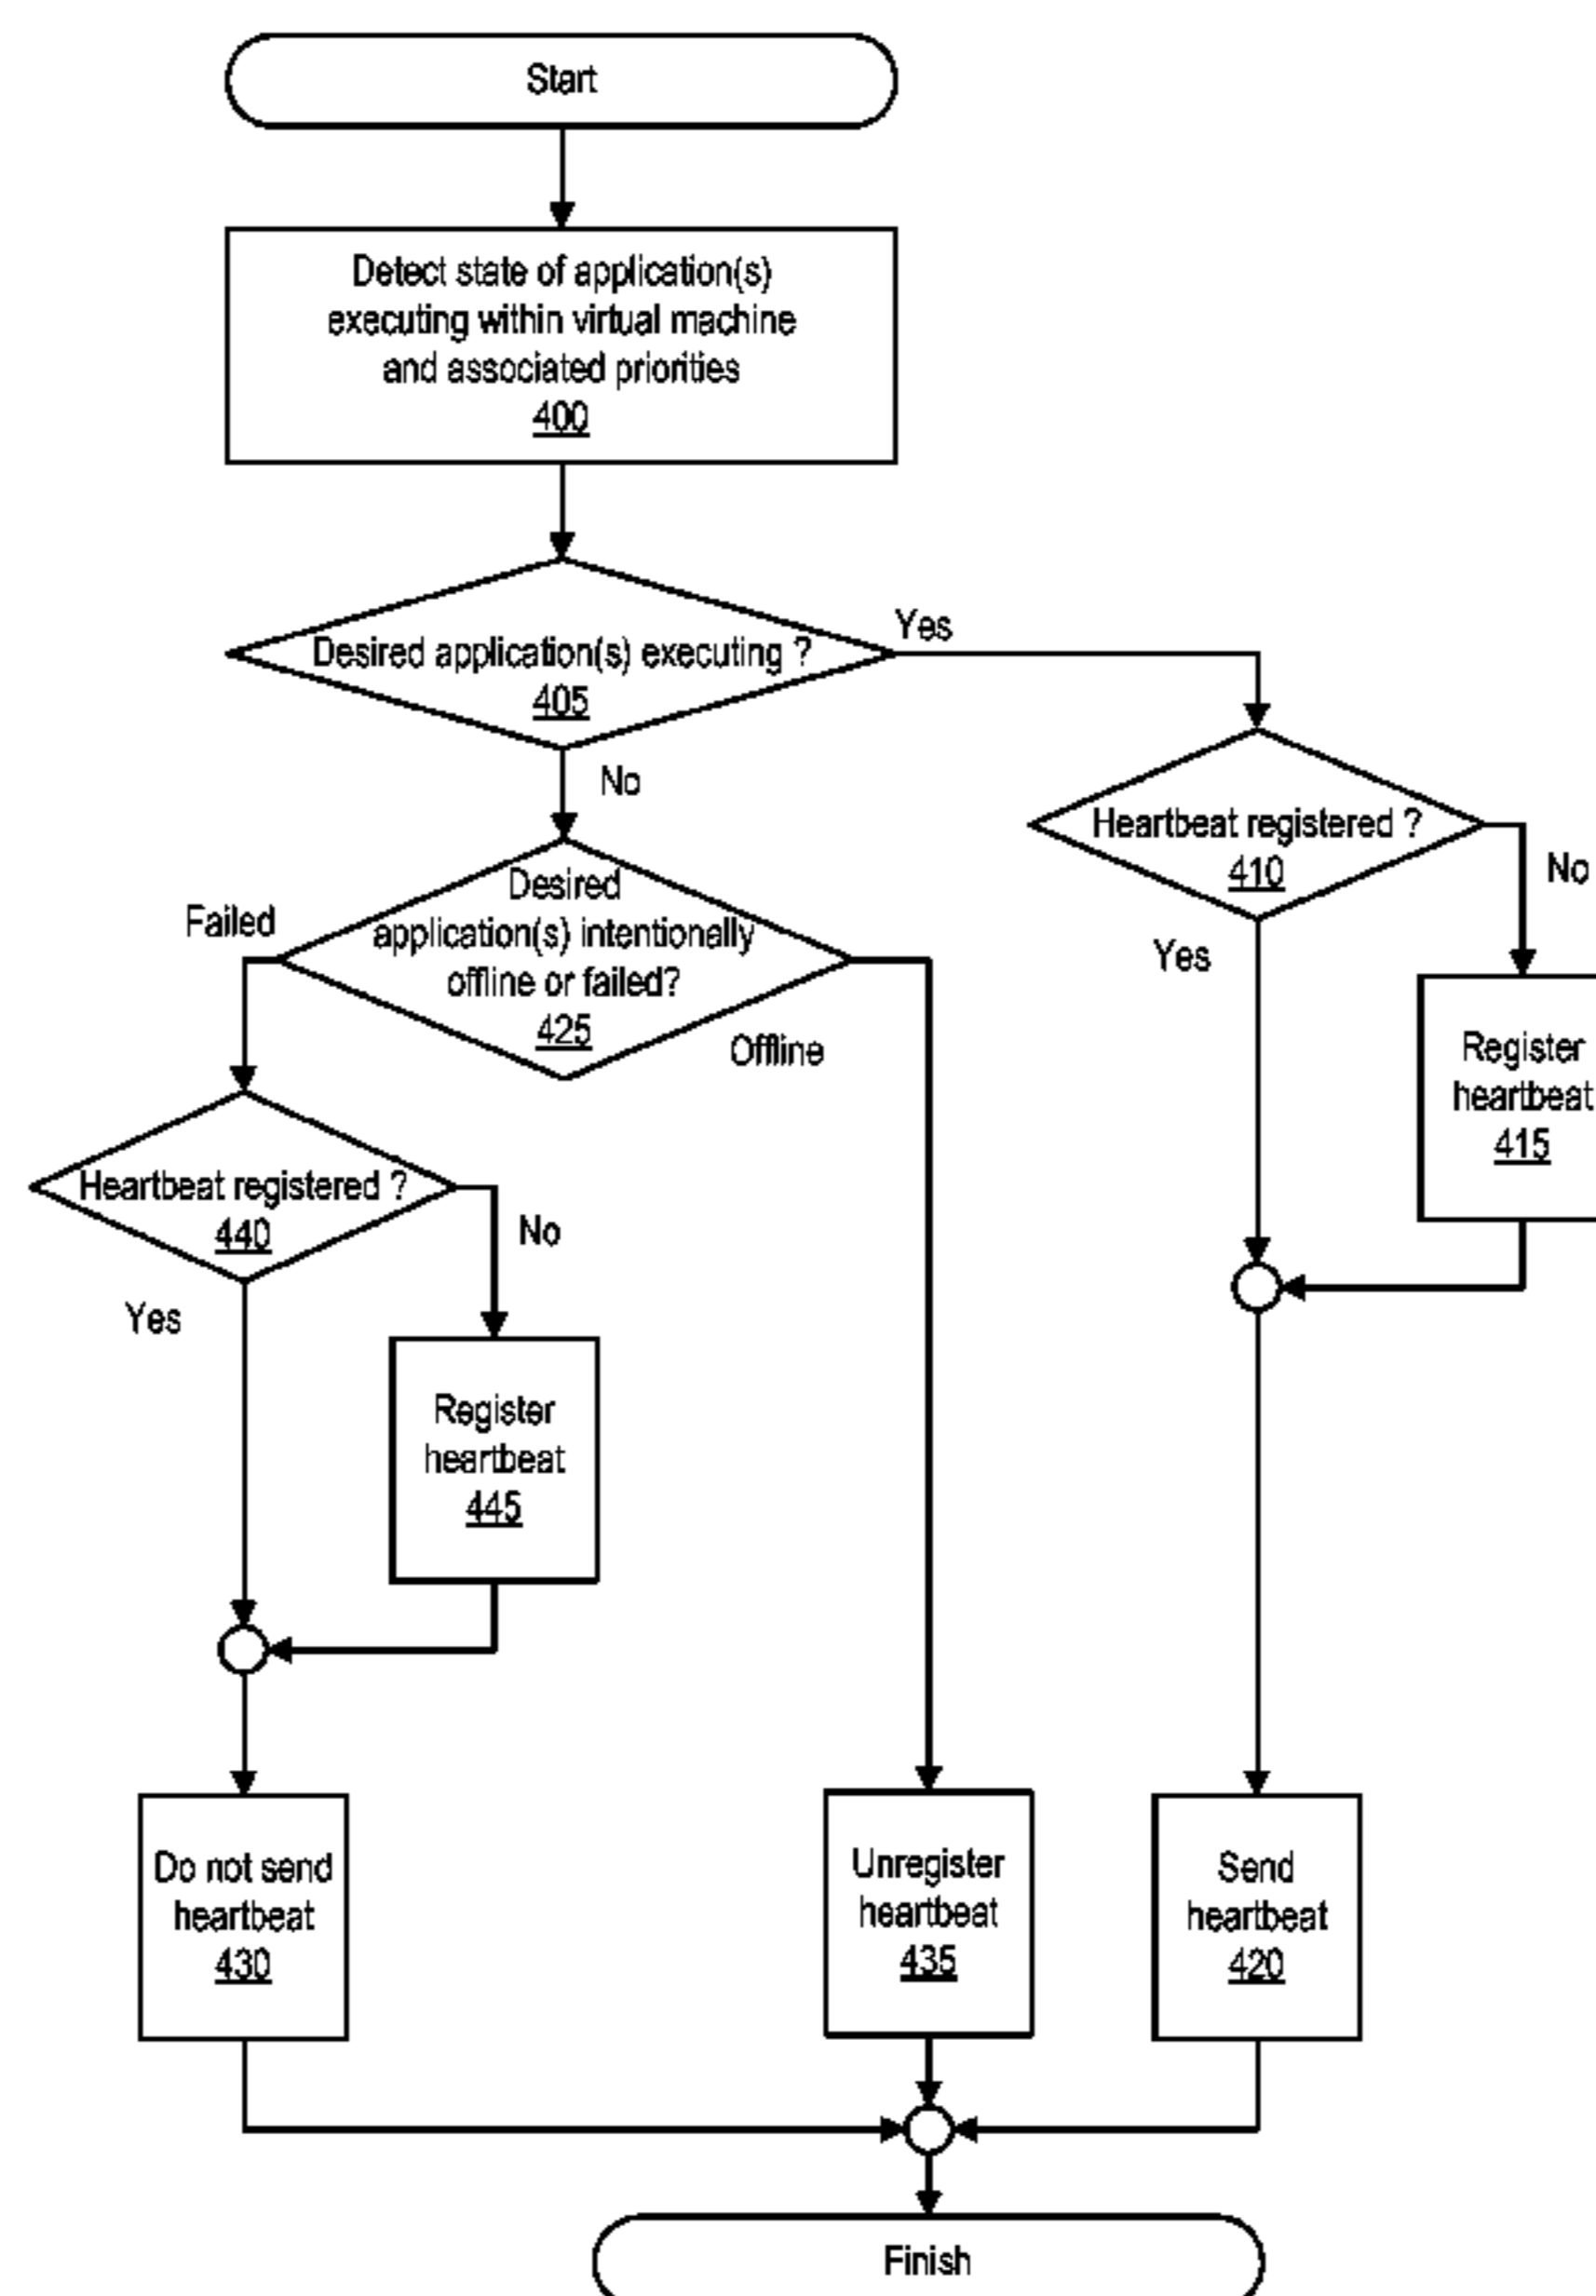 Start
Detect state of application(s)
executing within virtual machine
and associated priorities
400
Desired application(s) executing ?
405
Yes
No
Heartbeat registered ?
410
No
Yes
Register
heartbeat
415
Desired
application(s) intentionally
offline or failed?
425
Failed
Offline
Heartbeat registered ?
440
No
Yes
Register
heartbeat
445
Do not send
heartbeat
430
Unregister
heartbeat
435
Send
heartbeat
420
Finish